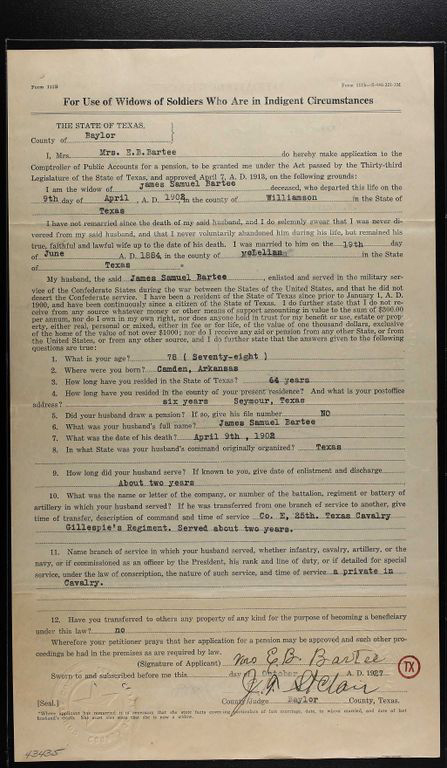 Form 111B
Form 111b—S-446-321-3M
For Use of Widows of Soldiers Who Are in Indigent Circumstances
THE STATE OF TEXAS,
County of Baylor
I, Mrs. Mrs. E.B.Bartee do hereby make application to the
Comptroller of Public Accounts for a pension, to be granted me under the Act passed by the Thirty-third
Legislature of the State of Texas, and approved April 7, A. D. 1913, on the following grounds:
I am the widow of james Samuel Bartee deceased, who departed this life on the
9th day of April, A. D. 1902 in the county of Williamson in the State of
Texas
I have not remarried since the death of my said husband, and I do solemnly swear that I was never di-
vorced from my said husband, and that I never voluntarily abandoned him during his life, but remained his
true, faithful and lawful wife up to the date of his death. I was married to him on the 19th day
of June A. D. 1884, in the county of in the State
of Texas
My husband, the said James Samuel Bartee, enlisted and served in the military ser-
vice of the Confederate States during the war between the States of the United States, and that he did not
desert the Confederate service. I have been a resident of the State of Texas since prior to January 1, A. D.
1900, and have been continuously since a citizen of the State of Texas. I do further state that I do not re-
ceive from any source whatever money or other means of support amounting in value to the sum of $300.00
per annum, nor do I own in my own right, nor does anyone hold in trust for my benefit or use, estate or prop-
erty, either real, personal or mixed, either in fee or for life, of the value of one thousand dollars, exclusive
of the home of the value of not over $1000; nor do I receive any aid or pension from any other State, or from
the United States, or from any other source, and I do further state that the answers given to the following
questions are true:
1. What is your age? 78 ( Seventy-eight )
2. Where were you born? Camden, Arkansas
3. How long have you resided in the State of Texas? 64 years
4. How long have you resided in the county of your present residence? And what is your postoffice
address? six years Seymour, Texas
5. Did your husband draw a pension? If so, give his file number NO
6. What was your husband's full name? James Samuel Bartee
7. What was the date of his death? April 9th , 1902
8. In what State was your husband's command originally organized? Texas
9. How long did your husband serve? If known to you, give date of enlistment and discharge
About two years
10. What was the name or letter of the company, or number of the battalion, regiment or battery of
artillery in which your husband served? If he was transferred from one branch of service to another, give
time of transfer, description of command and time of service Co. E, 25th. Texas Cavalry
Gillespie's Regiment. Served about two years.
11. Name branch of service in which your husband served, whether infantry, cavalry, artillery, or the
navy, or if commissioned as an officer by the President, his rank and line of duty, or if detailed for special
service, under the law of conscription, the nature of such service, and time of service a private in
Cavalry.
12. Have you transferred to others any property of any kind for the purpose of becoming a beneficiary
under this law? no
Wherefore your petitioner prays that her application for a pension may be approved and such other pro-
ceedings be had in the premises as are required by law.
(Signature of Applicant) Mrs E. B. Bartee
Sworn to and subscribed before me this day of October A. D. 1927
TX
J. T. St Clair
[Seal.]
County Judge Baylor County, Texas.
43435